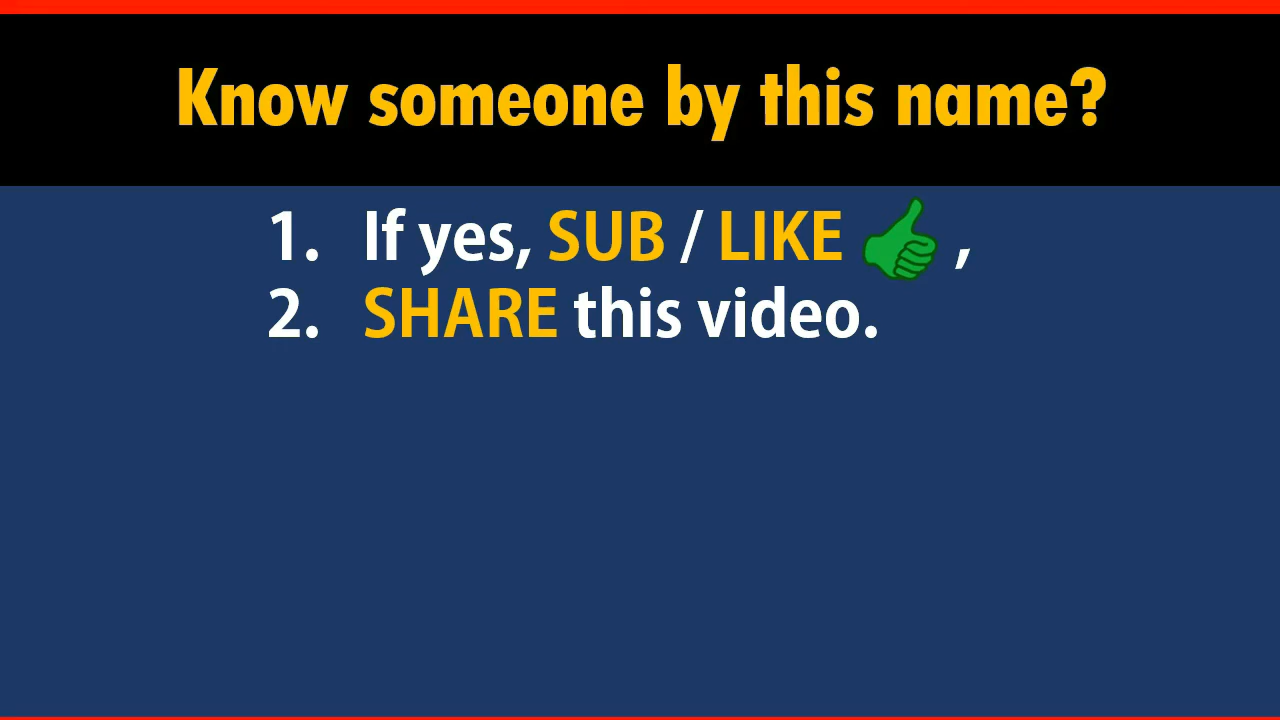 Know someone by this name?
1. If yes, SUB / LIKE ,
2. SHARE this video.